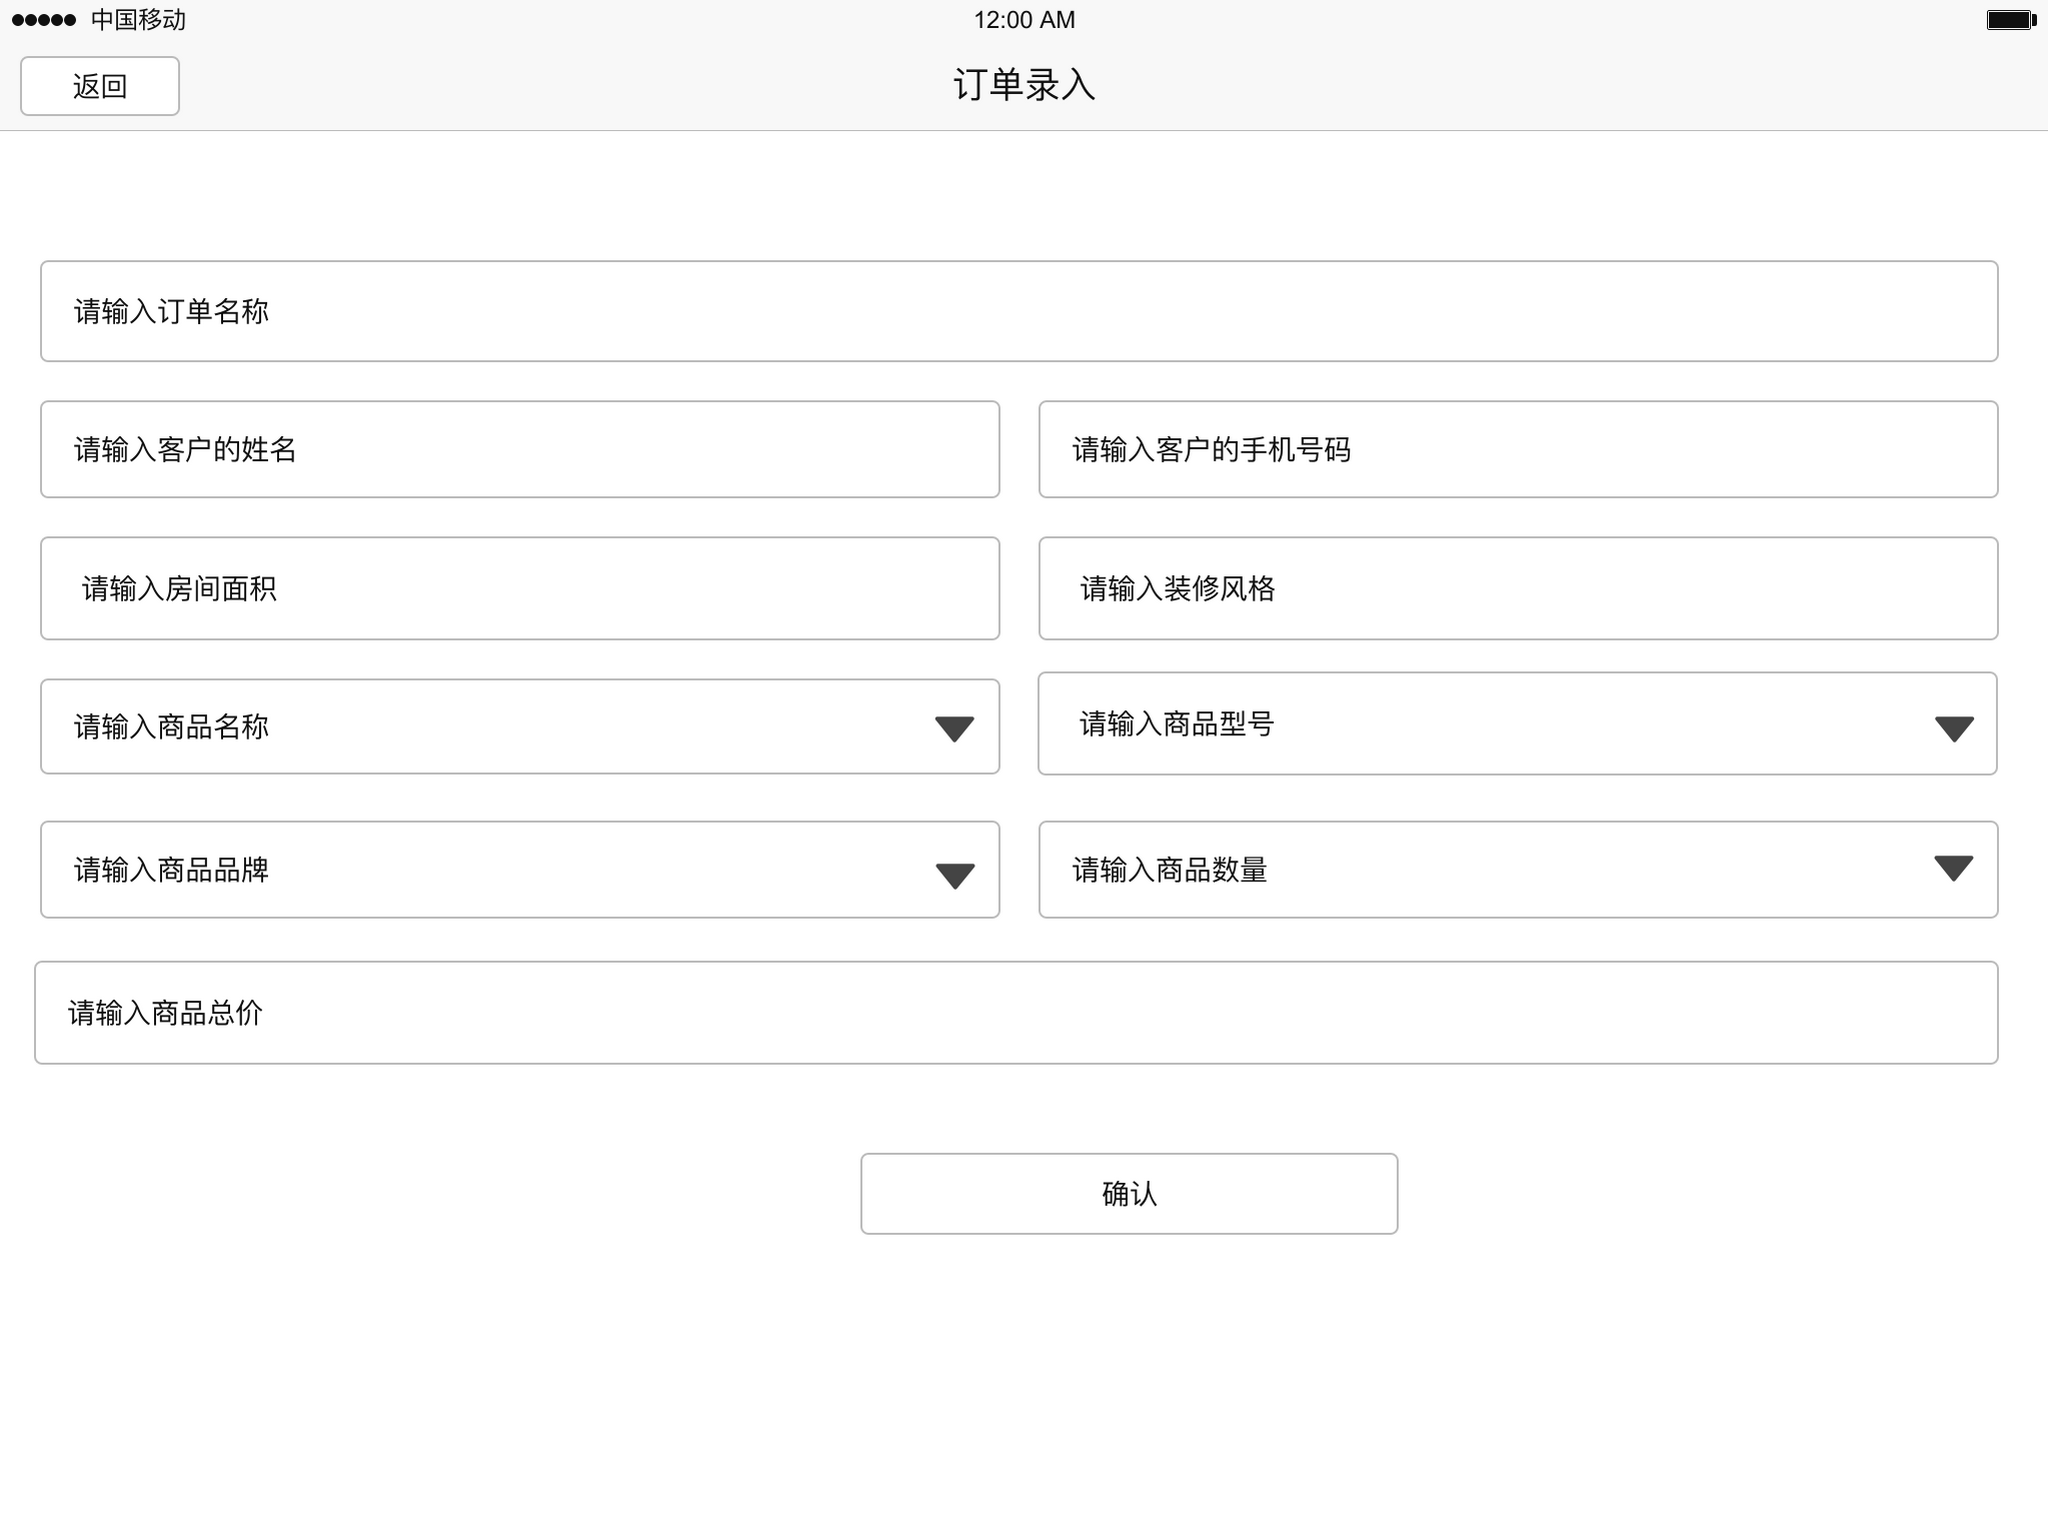 中国移动
12:00 AM
返回
订单录入
请输入订单名称
请输入客户的姓名
请输入客户的手机号码
请输入房间面积
请输入装修风格
请输入商品名称
请输入商品型号
请输入商品品牌
请输入商品数量
请输入商品总价
确认